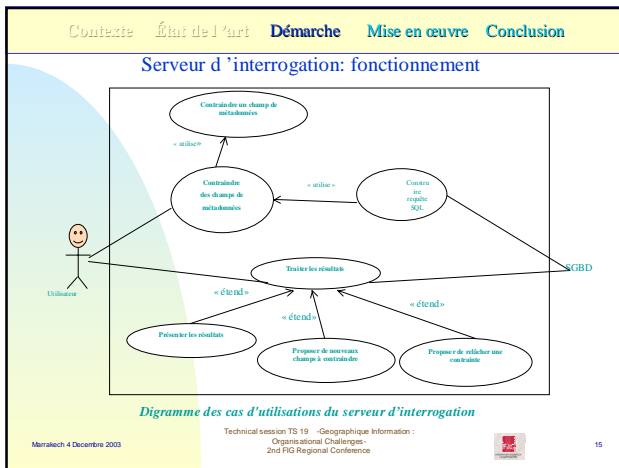 Contexte État de l ’art Démarche Mise en œuvre Conclusion
Serveur d ’interrogation: fonctionnement
Contraindre un champ de
métadonnées
« utilise»
Contraindre
des champs de
métadonnées
« utilise »
Constru
ire
requête
SQL
Utilisateur
Traiter les résultats
SGBD
« étend»
« étend»
« étend»
Présenter les résultats
Proposer de nouveaux
champs à contraindre
Proposer de relâcher une
contrainte
Digramme des cas d'utilisations du serveur d’interrogation
Marrakech 4 Decembre 2003
Technical session TS 19 -Geographique Information :
Organisational Challenges-
2nd FIG Regional Conference
FIG
15